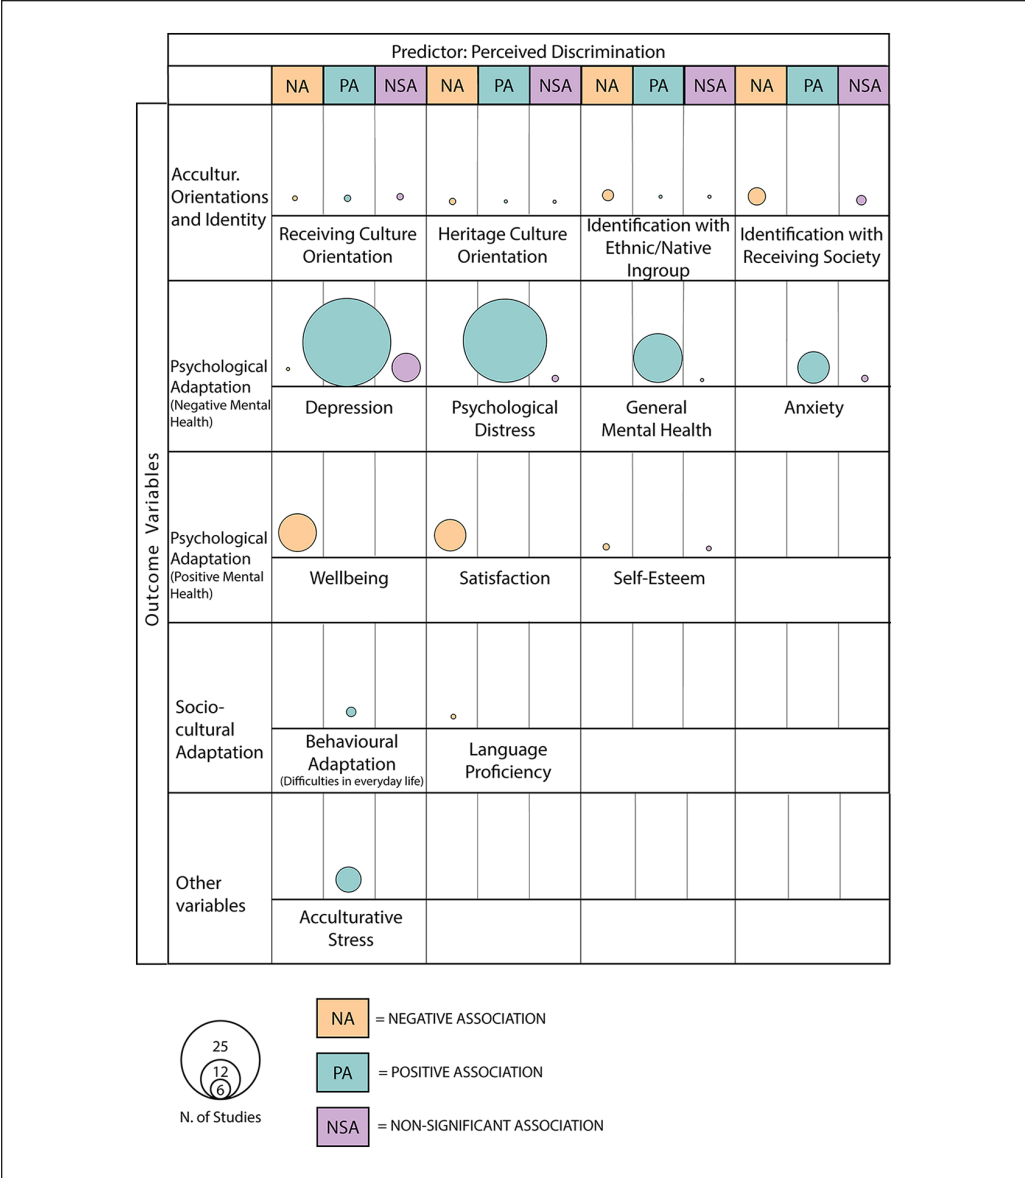 Predictor: Perceived Discrimination
NA PA NSA NA PA NSA NA PA NSA NA PA NSA
Outcome Variables
Accultur.
Orientations
and Identity
Receiving Culture
Orientation
Heritage Culture
Orientation
Identification with
Ethnic/Native
Ingroup
Identification with
Receiving Society
Psychological
Adaptation
(Negative Mental
Health)
Depression
Psychological
Distress
General
Mental Health
Anxiety
Psychological
Adaptation
(Positive Mental
Health)
Wellbeing
Satisfaction
Self-Esteem
Socio-
cultural
Adaptation
Behavioural
Adaptation
(Difficulties in everyday life)
Language
Proficiency
Other
variables
Acculturative
Stress
25
12
6
N. of Studies
NA = NEGATIVE ASSOCIATION
PA = POSITIVE ASSOCIATION
NSA = NON-SIGNIFICANT ASSOCIATION